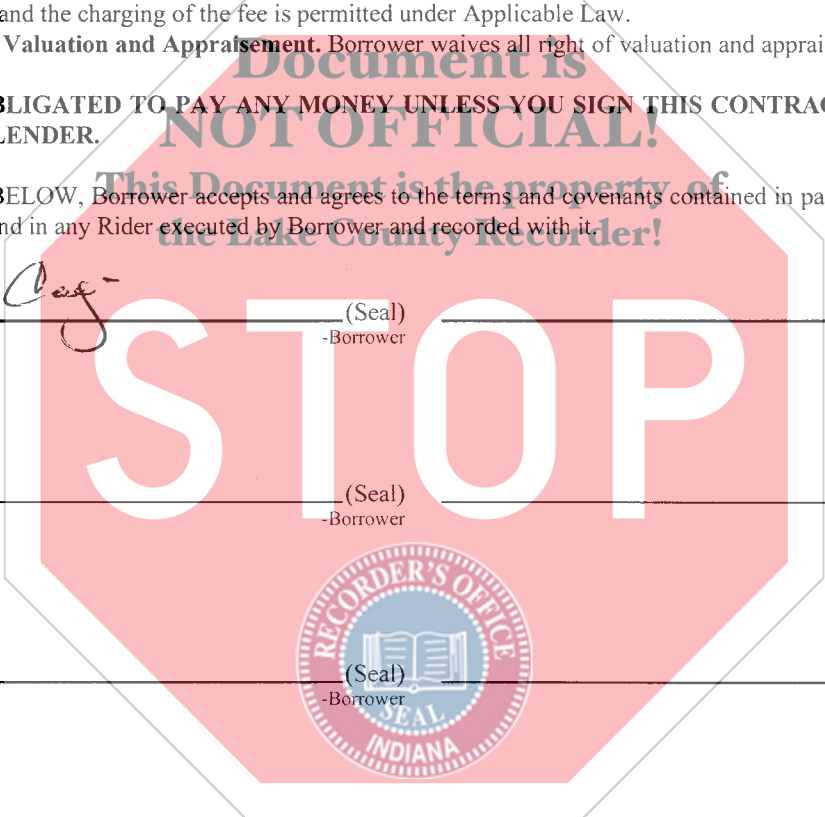 and the charging of the fee is permitted under Applicable Law.
Valuation and Appraisement. Borrower waives all right of valuation and apprai
Document is
BLIGATED TO PAY ANY MONEY UNLESS YOU SIGN THIS CONTRAC
NOT OFFICIAL!
LENDER.
This Document is the property of
BELOW, Borrower accepts and agrees to the terms and covenants contained in pa
nd in any Rider executed by Borrower and recorded with it.
the Lake County Recorder!
(Seal)
-Borrower
STOP
(Seal)
-Borrower
RECORDER'S OFFICE
(Seal)
-Borrower
SEAL
INDIANA